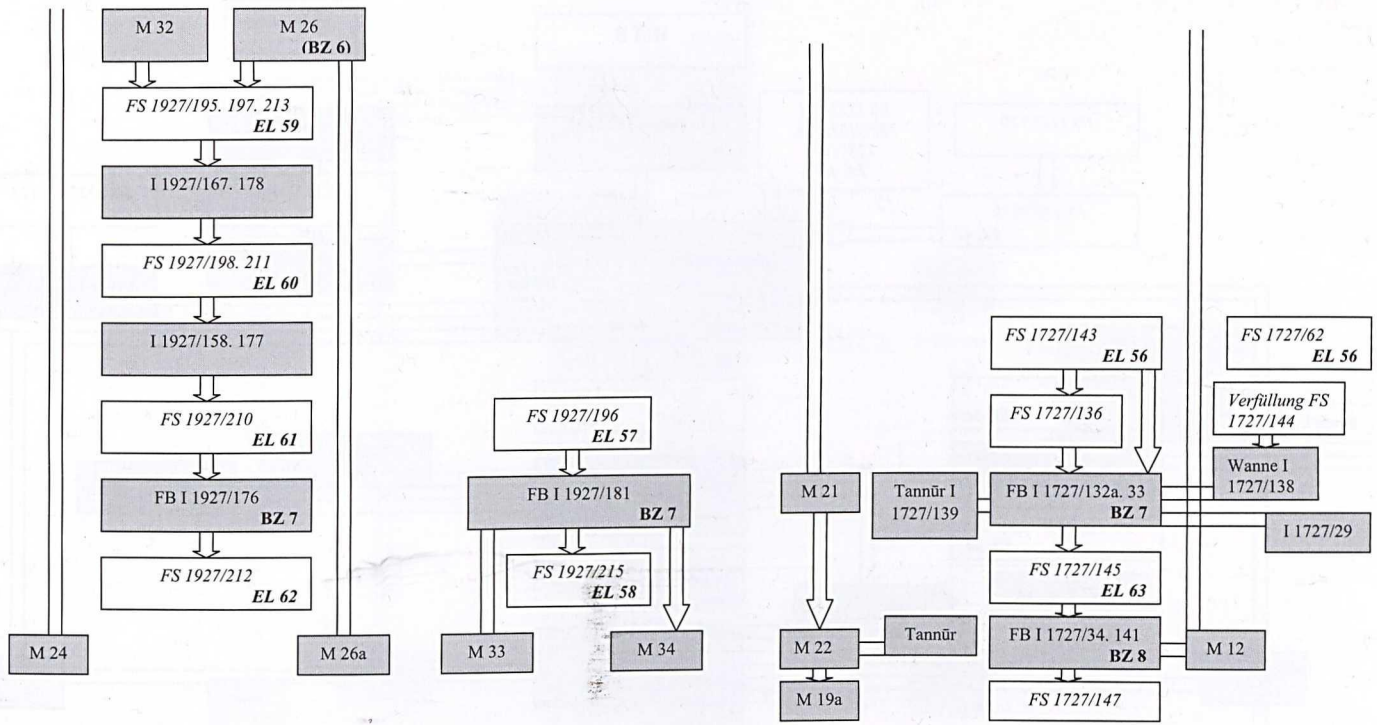 M 32
M 26
(BZ 6)
FS 1927/195. 197. 213
EL 59
I 1927/167. 178
FS 1927/198. 211
EL 60
I 1927/158. 177
FS 1927/210
EL 61
FB I 1927/176
BZ 7
FS 1927/212
EL 62
M 24
M 26a
FS 1927/196
EL 57
FB I 1927/181
BZ 7
FS 1927/215
EL 58
M 33
M 34
M 21
M 22
Tannūr
M 19a
FS 1727/143
EL 56
FS 1727/136
Tannūr I
1727/139
FB I 1727/132a. 33
BZ 7
FS 1727/145
EL 63
FB I 1727/34. 141
BZ 8
FS 1727/147
FS 1727/62
EL 56
Verfüllung FS
1727/144
Wanne I
1727/138
I 1727/29
M 12